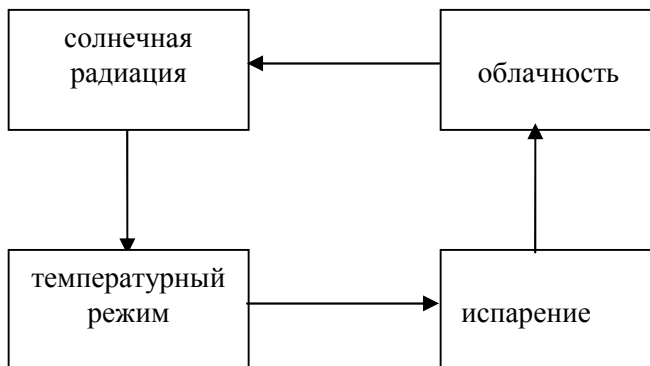 солнечная
радиация
облачность
температурный
режим
испарение